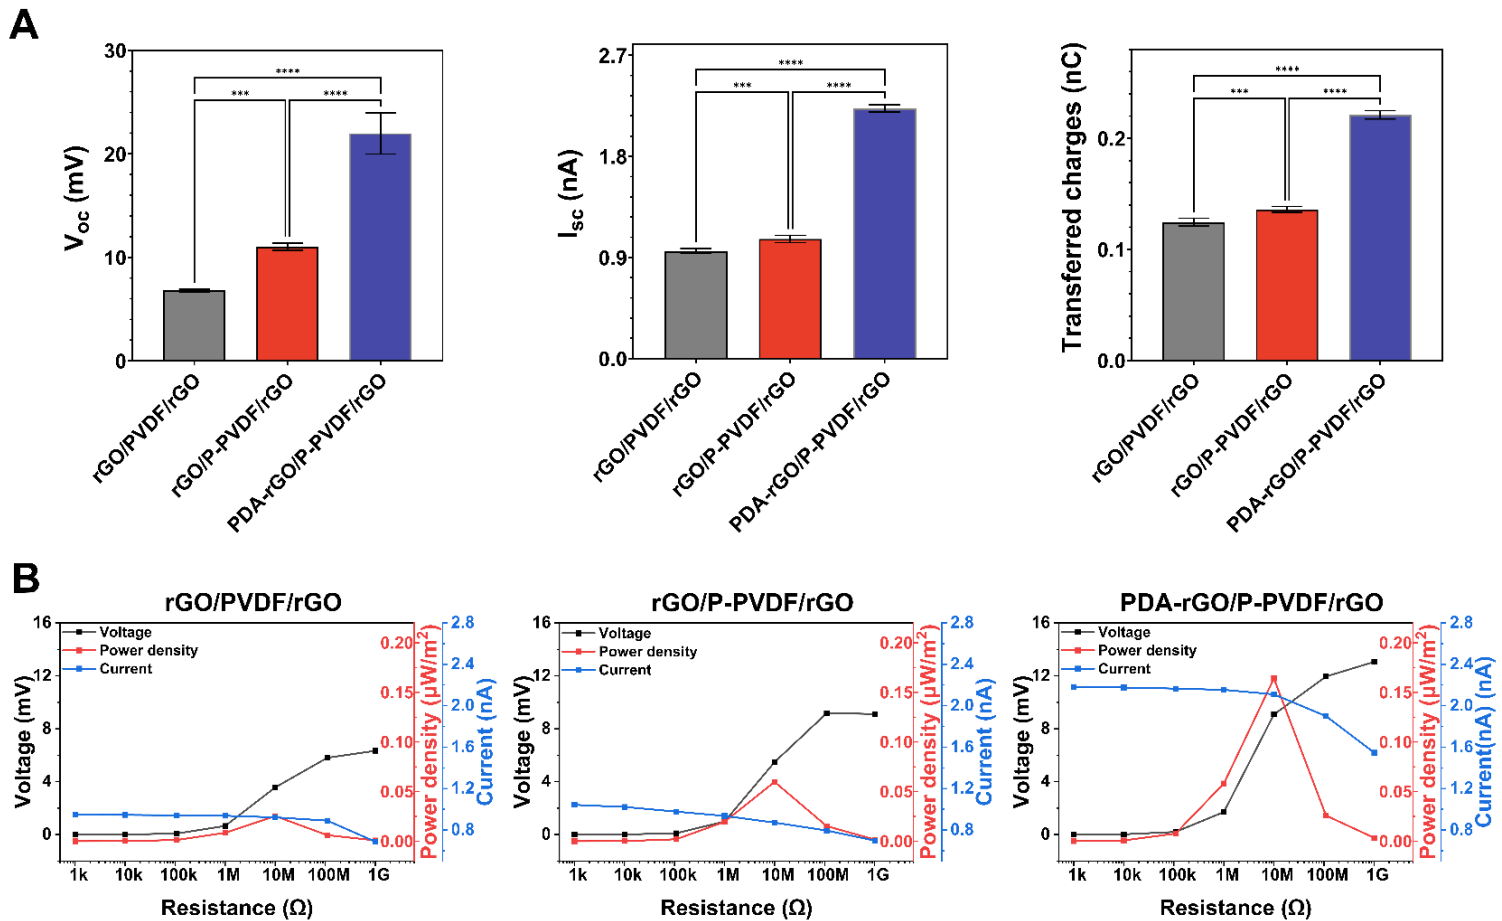 A
30
20
10
0
Voc (mV)
****
***
****
rGO/PVDF/rGO
rGO/P-PVDF/rGO
PDA-rGO/P-PVDF/rGO
2.7
1.8
0.9
0.0
Isc (nA)
****
***
****
rGO/PVDF/rGO
rGO/P-PVDF/rGO
PDA-rGO/P-PVDF/rGO
0.2
0.1
0.0
Transferred charges (nC)
****
***
****
rGO/PVDF/rGO
rGO/P-PVDF/rGO
PDA-rGO/P-PVDF/rGO
B
rGO/PVDF/rGO
Voltage
Power density
Current
16
12
8
4
0
Voltage (mV)
0.20
0.15
0.10
0.05
0.00
Power density (μW/m²)
2.8
2.4
2.0
1.6
1.2
0.8
Current (nA)
1k 10k 100k 1M 10M 100M 1G
Resistance (Ω)
rGO/P-PVDF/rGO
Voltage
Power density
Current
16
12
8
4
0
Voltage (mV)
0.20
0.15
0.10
0.05
0.00
Power density (μW/m²)
2.8
2.4
2.0
1.6
1.2
0.8
Current (nA)
1k 10k 100k 1M 10M 100M 1G
Resistance (Ω)
PDA-rGO/P-PVDF/rGO
Voltage
Power density
Current
16
12
8
4
0
Voltage (mV)
0.20
0.15
0.10
0.05
0.00
Power density (μW/m²)
2.8
2.4
2.0
1.6
1.2
0.8
Current(nA) (nA)
1k 10k 100k 1M 10M 100M 1G
Resistance (Ω)